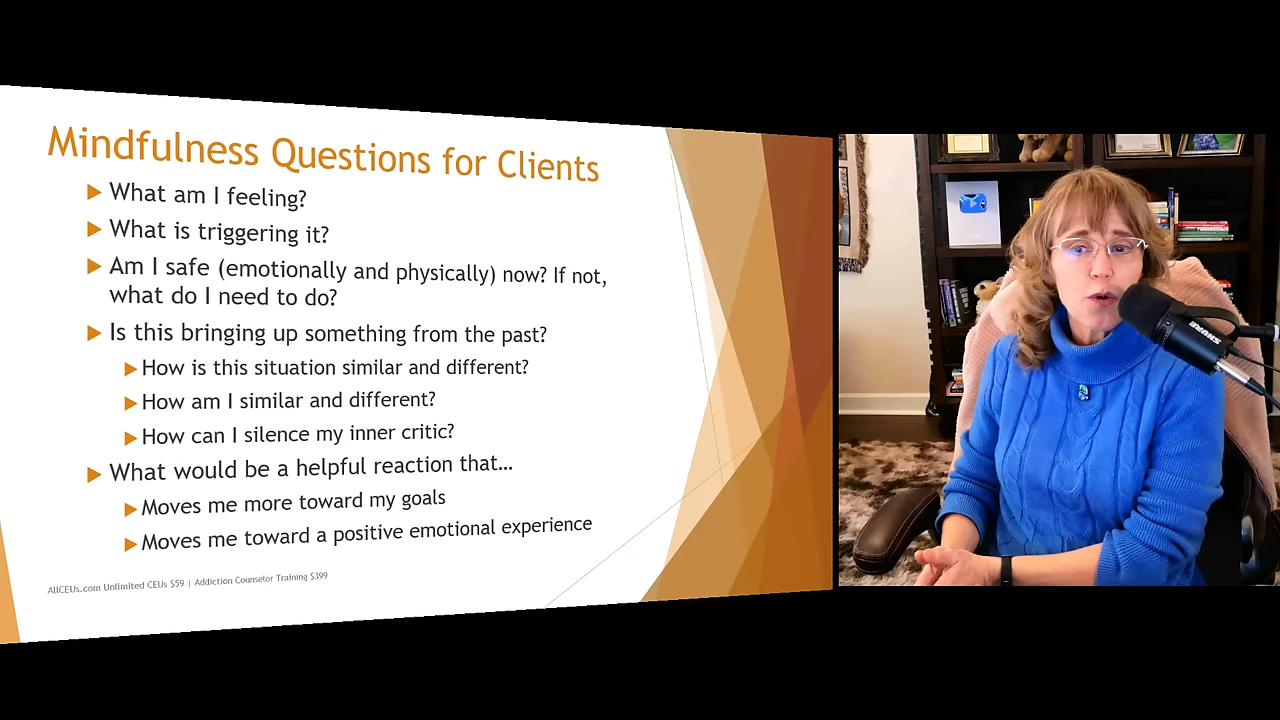 Mindfulness Questions for Clients
What am I feeling?
What is triggering it?
Am I safe (emotionally and physically) now? If not,
what do I need to do?
Is this bringing up something from the past?
How is this situation similar and different?
How am I similar and different?
How can I silence my inner critic?
What would be a helpful reaction that…
Moves me more toward my goals
Moves me toward a positive emotional experience
AllCEUs.com Unlimited CEUs $59 | Addiction Counselor Training $399
SHURE